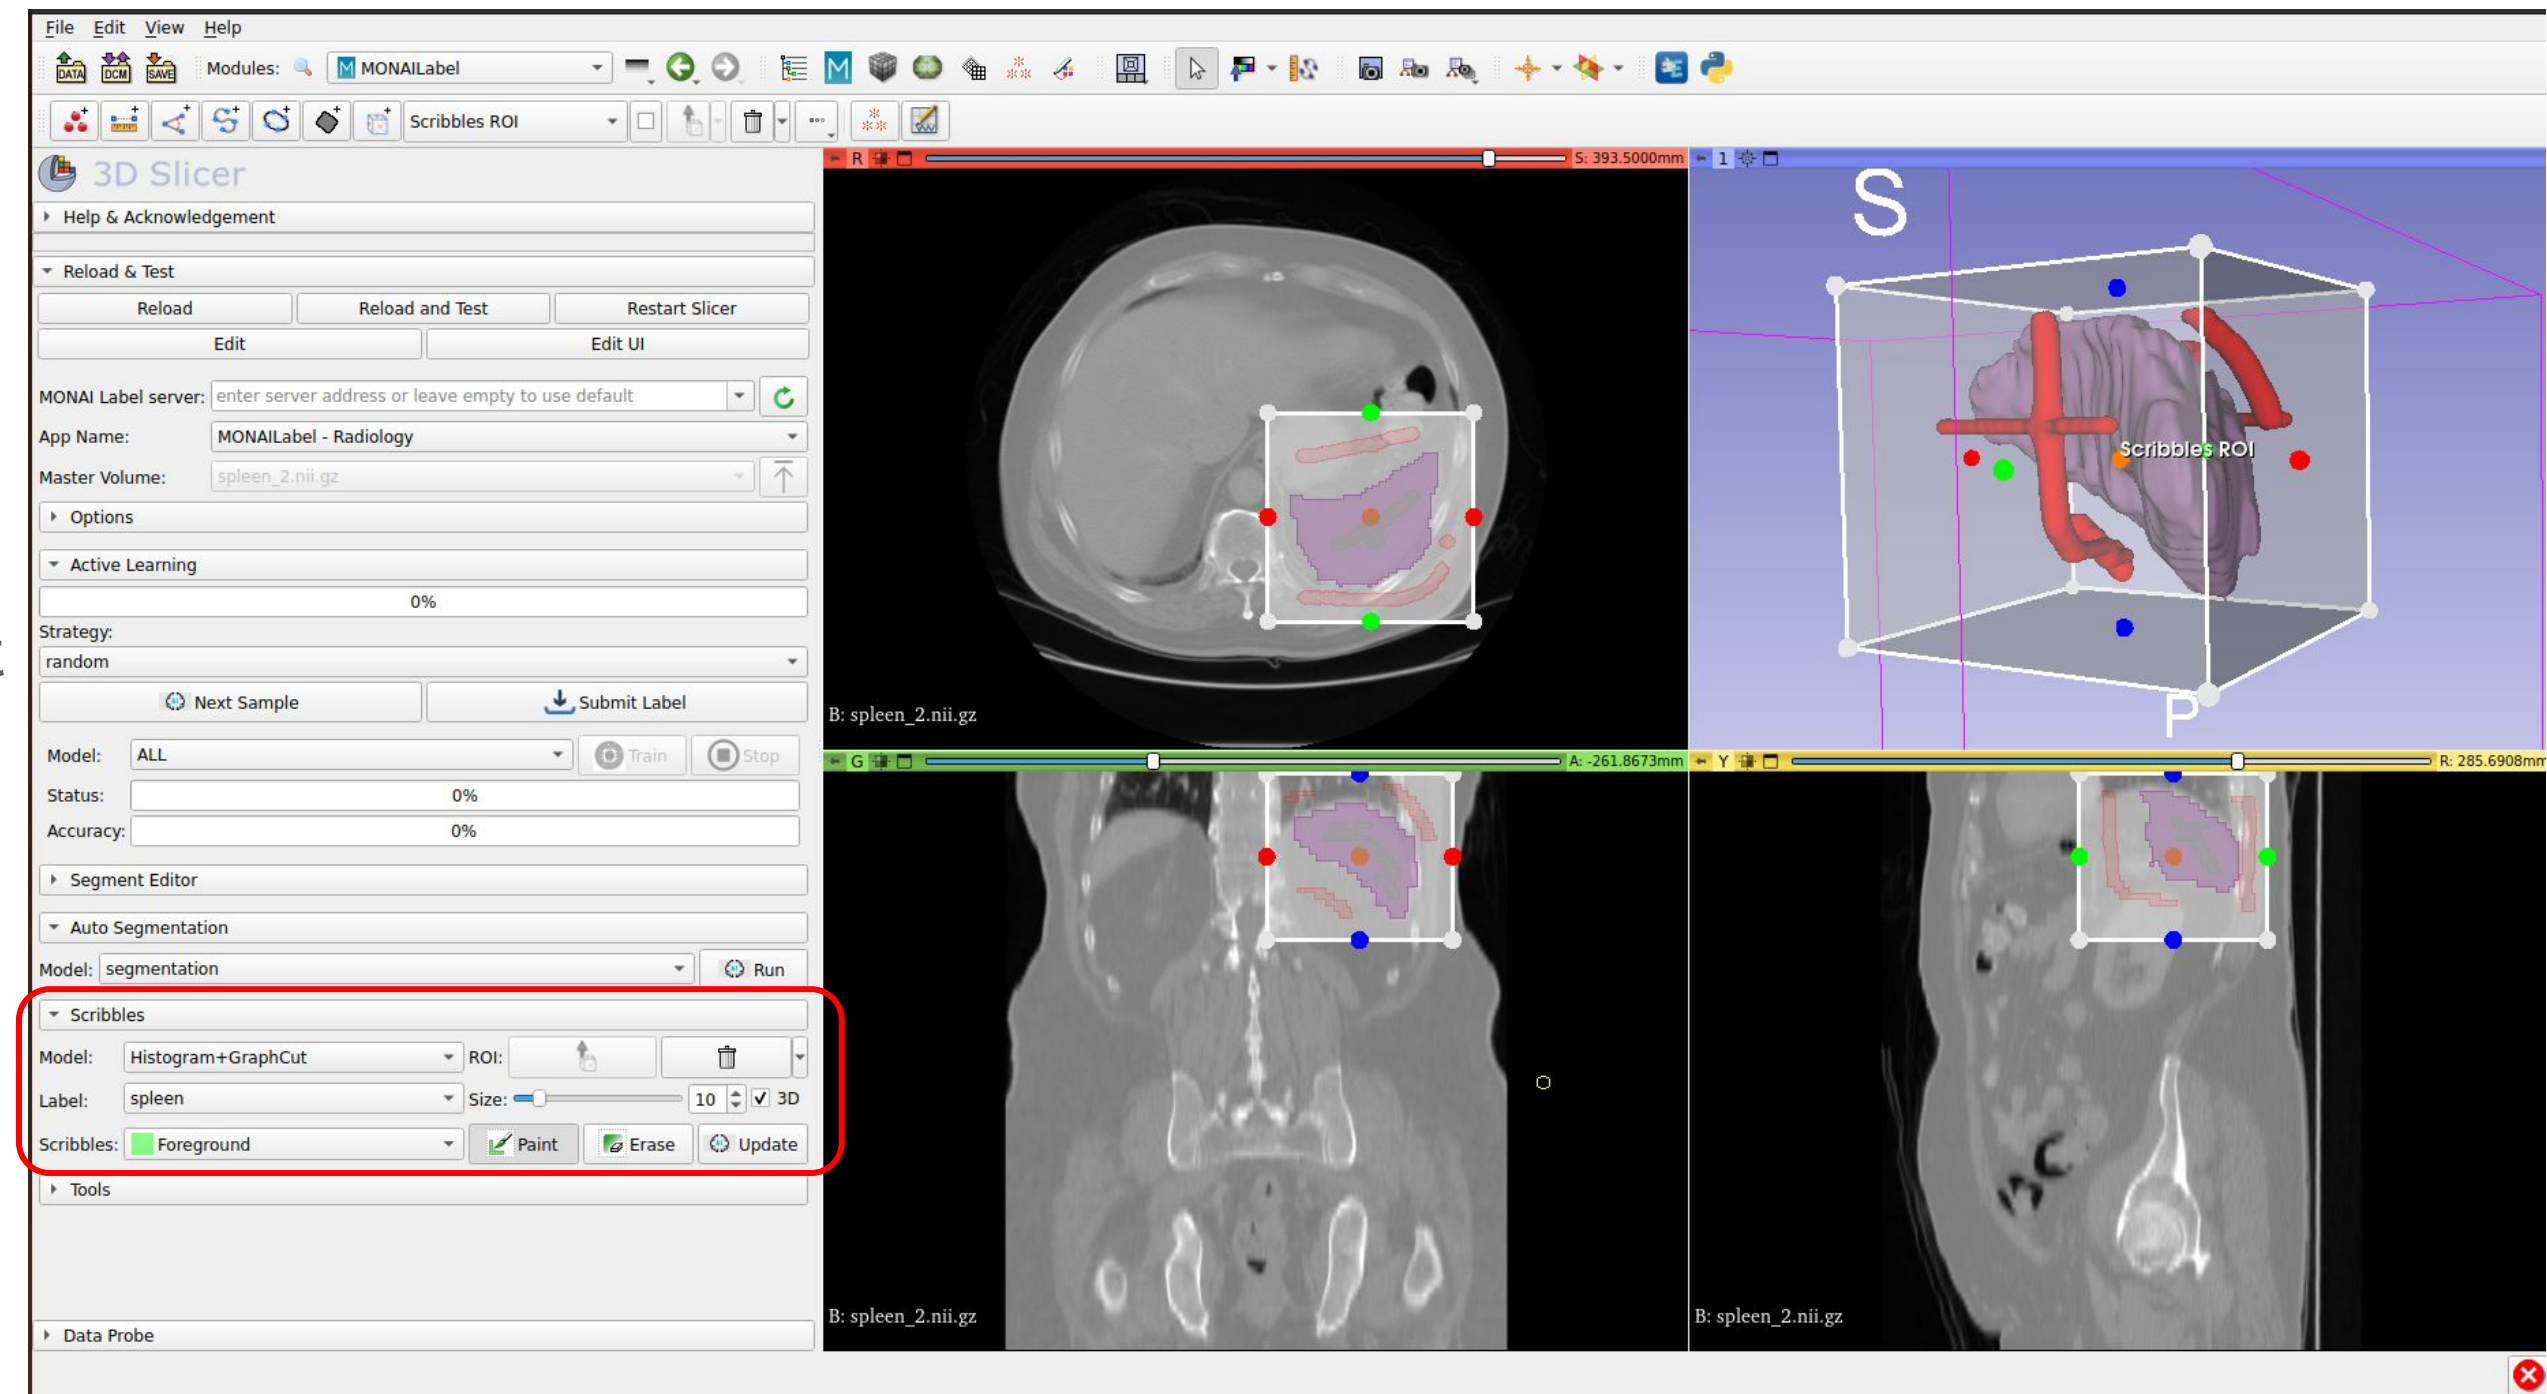 File Edit View Help
DATA DCM SAVE Modules: M MONAILabel M
Scribbles ROI
3D Slicer
Help & Acknowledgement
Reload & Test
Reload Reload and Test Restart Slicer
Edit Edit UI
MONAI Label server: enter server address or leave empty to use default
App Name: MONAILabel - Radiology
Master Volume: spleen_2.nii.gz
Options
Active Learning
0%
Strategy:
random
Next Sample Submit Label
Model: ALL Train Stop
Status: 0%
Accuracy: 0%
Segment Editor
Auto Segmentation
Model: segmentation Run
Scribbles
Model: Histogram+GraphCut ROI:
Label: spleen Size: 10 3D
Scribbles: Foreground Paint Erase Update
Tools
Data Probe
R S: 393.5000mm
B: spleen_2.nii.gz
1
S
Scribbles ROI
P
G A: -261.8673mm
B: spleen_2.nii.gz
Y R: 285.6908mm
B: spleen_2.nii.gz